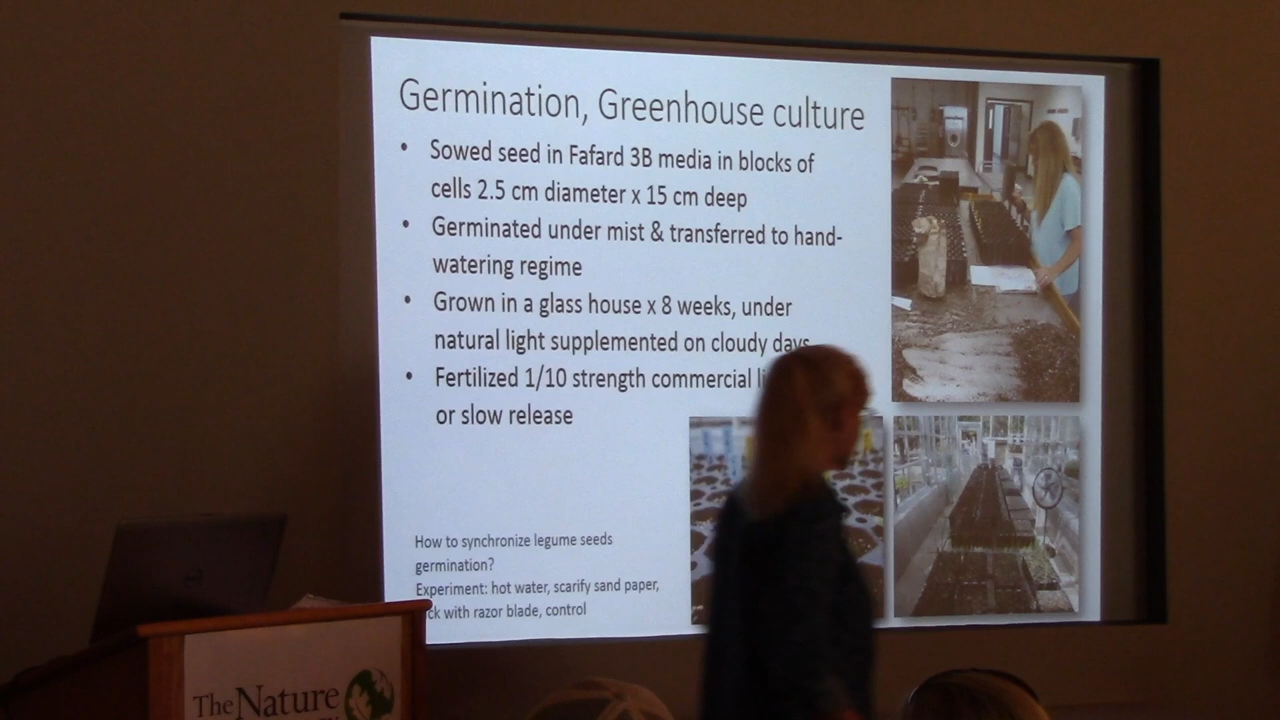 Germination, Greenhouse culture
• Sowed seed in Fafard 3B media in blocks of
cells 2.5 cm diameter x 15 cm deep
• Germinated under mist & transferred to hand-
watering regime
• Grown in a glass house x 8 weeks, under
natural light supplemented on cloudy days
• Fertilized 1/10 strength commercial
or slow release
How to synchronize legume seeds
germination?
Experiment: hot water, scarify sand paper,
with razor blade, control
The Nature